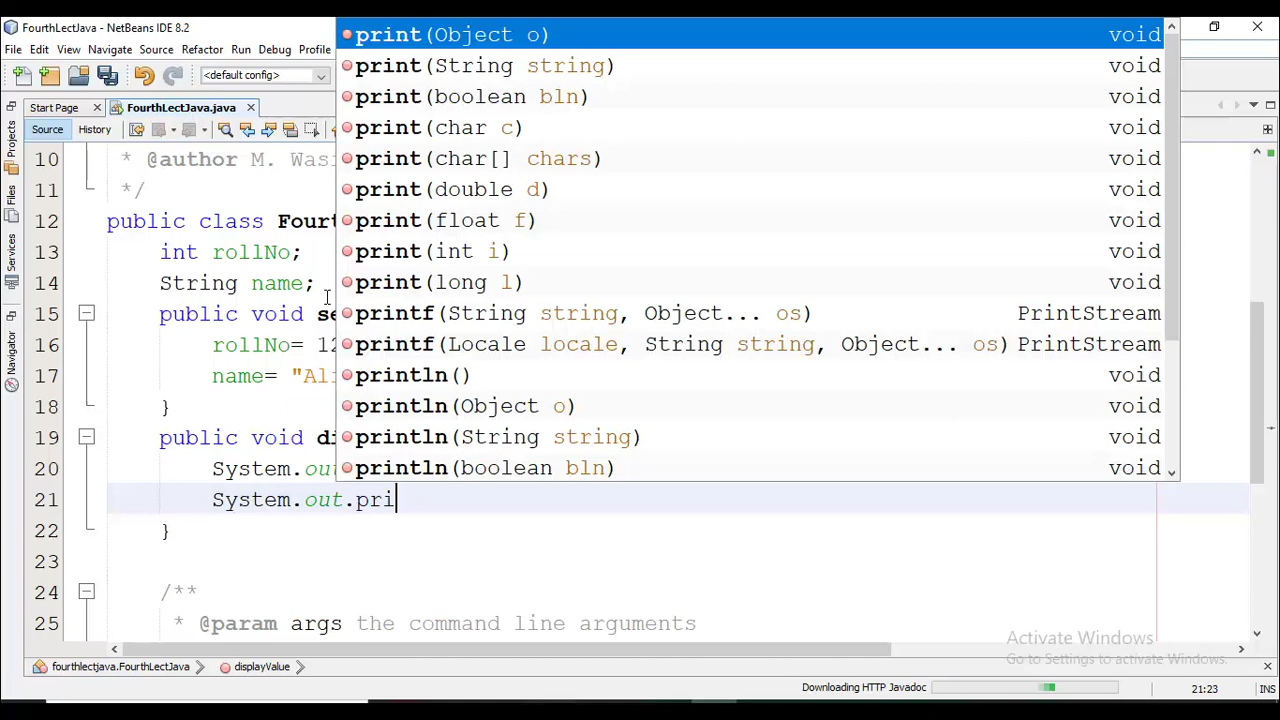 FourthLectJava - NetBeans IDE 8.2
File Edit View Navigate Source Refactor Run Debug Profile
<default config>
Start Page FourthLectJava.java
Source History
10 * @author M. Wasi
11 */
12 public class Fourt
13 int rollNo;
14 String name;
15 public void se
16 rollNo= 12
17 name= "Ali
18 }
19 public void di
20 System.out
21 System.out.pri
22 }
23
24 /**
25 * @param args the command line arguments
print(Object o) void
print(String string) void
print(boolean bln) void
print(char c) void
print(char[] chars) void
print(double d) void
print(float f) void
print(int i) void
print(long l) void
printf(String string, Object... os) PrintStream
printf(Locale locale, String string, Object... os) PrintStream
println() void
println(Object o) void
println(String string) void
println(boolean bln) void
Projects
Files
Services
Navigator
Activate Windows
Go to Settings to activate Windows.
fourthlectjava.FourthLectJava displayValue
Downloading HTTP Javadoc 21:23 INS